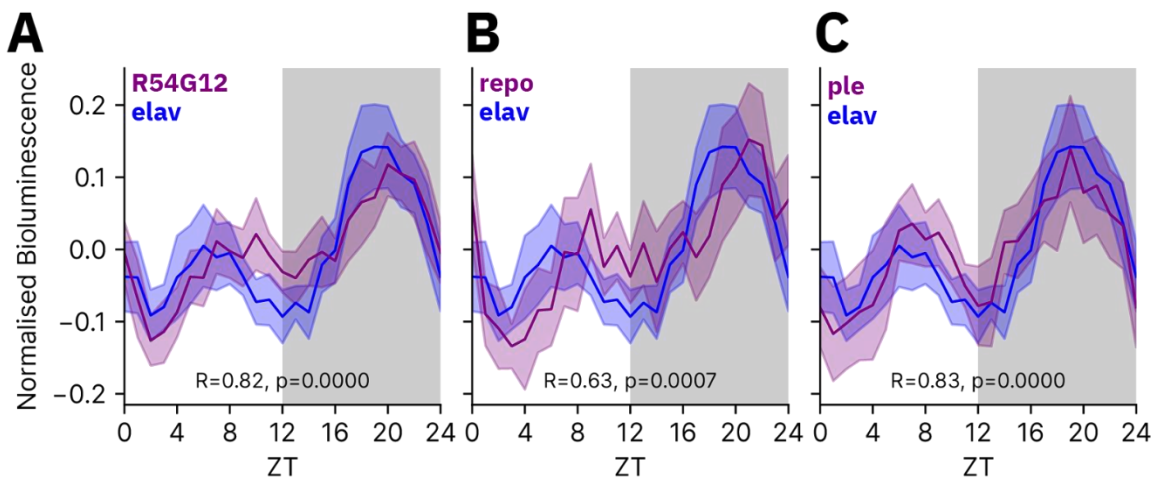 A B C
R54G12
elav
repo
elav
ple
elav
Normalised Bioluminescence
0.2
0.1
0.0
−0.1
−0.2
R=0.82, p=0.0000
R=0.63, p=0.0007
R=0.83, p=0.0000
0 4 8 12 16 20 24
0 4 8 12 16 20 24
0 4 8 12 16 20 24
ZT
ZT
ZT